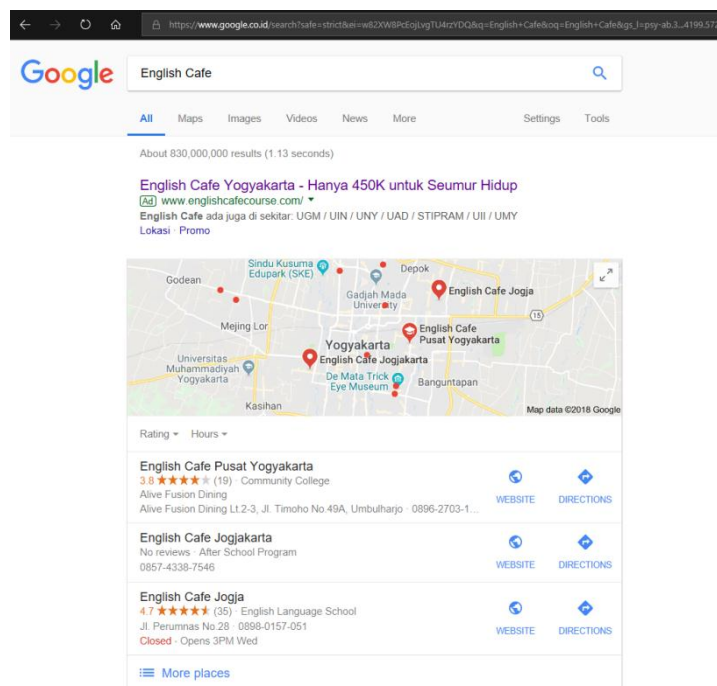 https://www.google.co.id/search?safe=strict&ei=w82XW8PcEojLvgTU4rzYDQ&q=English+Cafe&oq=English+Cafe&gs_l=psy-ab.3...4199.572
Google English Cafe
All Maps Images Videos News More Settings Tools
About 830,000,000 results (1.13 seconds)
English Cafe Yogyakarta - Hanya 450K untuk Seumur Hidup
Ad www.englishcafecourse.com/
English Cafe ada juga di sekitar: UGM / UIN / UNY / UAD / STIPRAM / UII / UMY
Lokasi · Promo
Sindu Kusuma
Edupark (SKE)
Depok
Godean
Gadjah Mada
University
English Cafe Jogja
15
Mejing Lor
English Cafe
Pusat Yogyakarta
Yogyakarta
English Cafe Jogjakarta
Universitas
Muhammadiyah
Yogyakarta
De Mata Trick
Eye Museum
Banguntapan
Kasihan
Map data ©2018 Google
Rating Hours
English Cafe Pusat Yogyakarta
3.8 (19) · Community College
Alive Fusion Dining
Alive Fusion Dining Lt.2-3, Jl. Timoho No.49A, Umbulharjo · 0896-2703-1...
WEBSITE DIRECTIONS
English Cafe Jogjakarta
No reviews · After School Program
0857-4338-7546
WEBSITE DIRECTIONS
English Cafe Jogja
4.7 (35) · English Language School
Jl. Perumnas No.28 · 0898-0157-051
Closed · Opens 3PM Wed
WEBSITE DIRECTIONS
More places